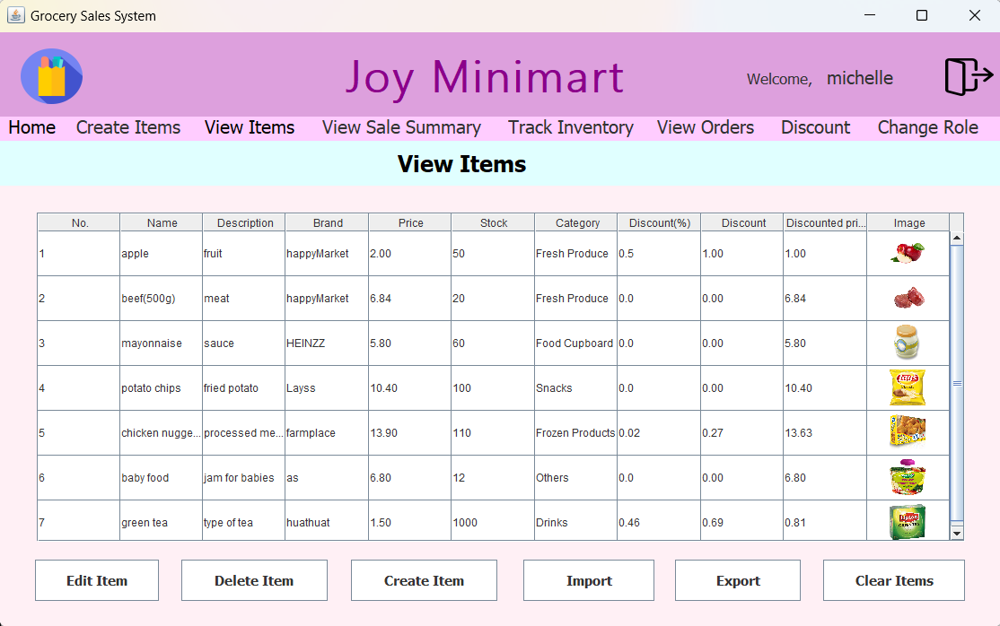 Grocery Sales System
Joy Minimart
Welcome, michelle
Home Create Items View Items View Sale Summary Track Inventory View Orders Discount Change Role
View Items
No. Name Description Brand Price Stock Category Discount(%) Discount Discounted pri... Image
1 apple fruit happyMarket 2.00 50 Fresh Produce 0.5 1.00 1.00
2 beef(500g) meat happyMarket 6.84 20 Fresh Produce 0.0 0.00 6.84
3 mayonnaise sauce HEINZZ 5.80 60 Food Cupboard 0.0 0.00 5.80
4 potato chips fried potato Layss 10.40 100 Snacks 0.0 0.00 10.40 Lay's Classic
5 chicken nugge... processed me... farmplace 13.90 110 Frozen Products 0.02 0.27 13.63
6 baby food jam for babies as 6.80 12 Others 0.0 0.00 6.80
7 green tea type of tea huathuat 1.50 1000 Drinks 0.46 0.69 0.81 Lipton GREEN TEA
Edit Item Delete Item Create Item Import Export Clear Items